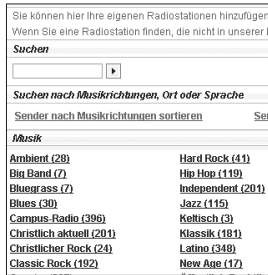 Sie können hier Ihre eigenen Radiostationen hinzufügen
Wenn Sie eine Radiostation finden, die nicht in unserer
Suchen
Suchen nach Musikrichtungen, Ort oder Sprache
Sender nach Musikrichtungen sortieren
Musik
Ambient (28) Hard Rock (41)
Big Band (7) Hip Hop (119)
Bluegrass (7) Independent (201)
Blues (30) Jazz (115)
Campus-Radio (396) Keltisch (3)
Christlich aktuell (201) Klassik (181)
Christlicher Rock (24) Latino (348)
Classic Rock (192) New Age (17)